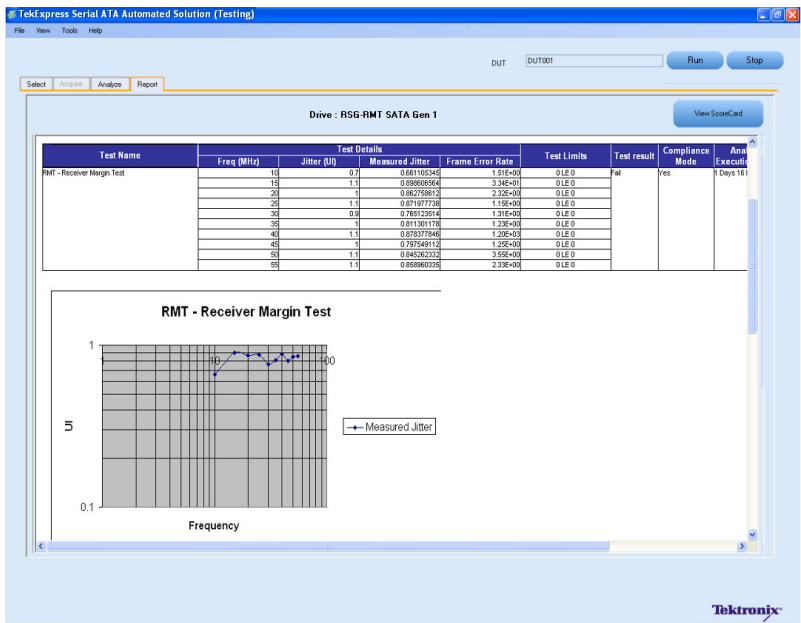 TekExpress Serial ATA Automated Solution (Testing)
File View Tools Help
DUT DUT001 Run Stop
Select Acquire Analyze Report
Drive : RSG-RMT SATA Gen 1 View ScoreCard
Test Name Test Details Test Limits Test result Compliance Mode Ana Executio
Freq (MHz) Jitter (UI) Measured Jitter Frame Error Rate
RMT - Receiver Margin Test 10 0.7 0.661105345 1.51E+00 0 LE 0 Fail Yes 1 Days 16
15 1.1 0.898606564 3.34E+01 0 LE 0
20 1 0.862758612 2.32E+00 0 LE 0
25 1.1 0.871977738 1.15E+00 0 LE 0
30 0.9 0.765123514 1.31E+00 0 LE 0
35 1 0.811301178 1.23E+00 0 LE 0
40 1.1 0.878377846 1.20E+03 0 LE 0
45 1 0.797549112 1.25E+00 0 LE 0
50 1.1 0.845262332 3.55E+00 0 LE 0
55 1.1 0.858960335 2.33E+00 0 LE 0
RMT - Receiver Margin Test
1
1 10 100
UI
Measured Jitter
0.1
Frequency
Tektronix